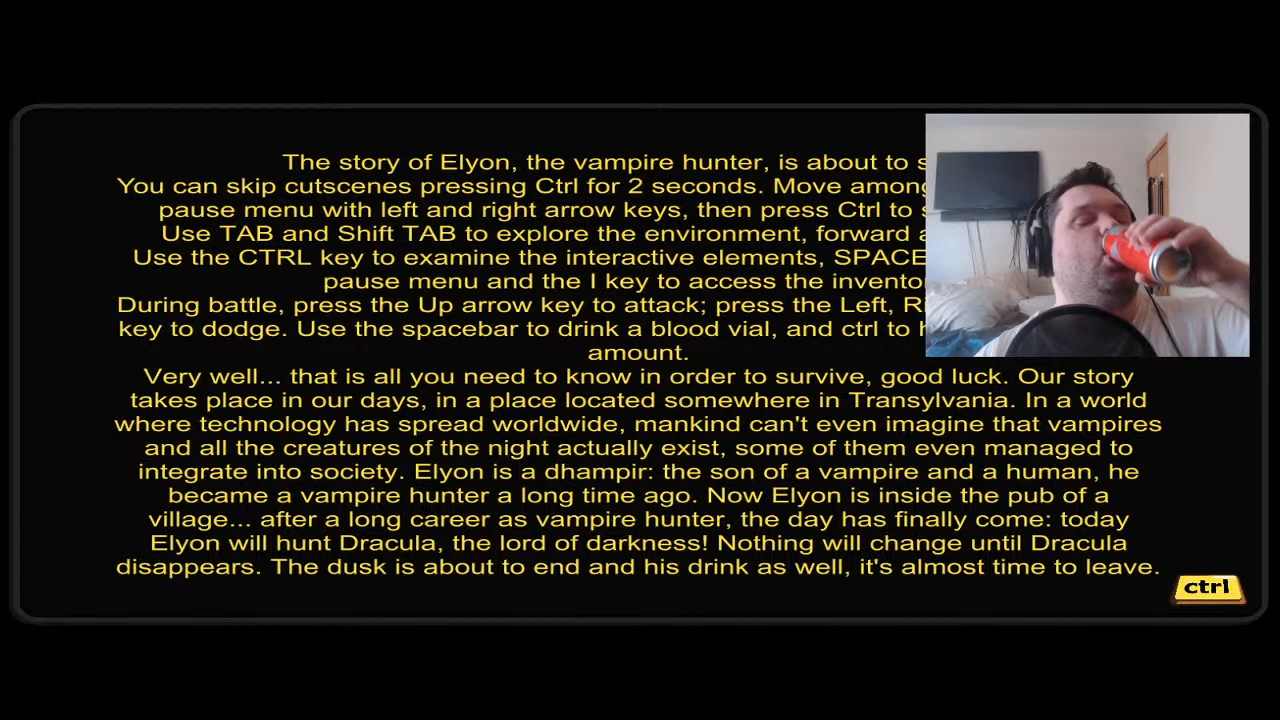 The story of Elyon, the vampire hunter, is about to
You can skip cutscenes pressing Ctrl for 2 seconds. Move among
pause menu with left and right arrow keys, then press Ctrl to
Use TAB and Shift TAB to explore the environment, forward
Use the CTRL key to examine the interactive elements, SPACE
pause menu and the I key to access the
During battle, press the Up arrow key to attack; press the Left,
key to dodge. Use the spacebar to drink a blood vial, and ctrl to
amount.
Very well... that is all you need to know in order to survive, good luck. Our story
takes place in our days, in a place located somewhere in Transylvania. In a world
where technology has spread worldwide, mankind can't even imagine that vampires
and all the creatures of the night actually exist, some of them even managed to
integrate into society. Elyon is a dhampir: the son of a vampire and a human, he
became a vampire hunter a long time ago. Now Elyon is inside the pub of a
village... after a long career as vampire hunter, the day has finally come: today
Elyon will hunt Dracula, the lord of darkness! Nothing will change until Dracula
disappears. The dusk is about to end and his drink as well, it's almost time to leave.
ctrl